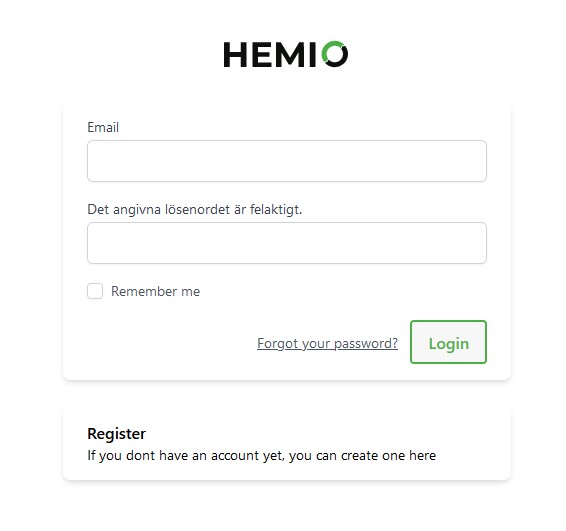 HEMIO
Email
Det angivna lösenordet är felaktigt.
Remember me
Forgot your password?
Login
Register
If you dont have an account yet, you can create one here